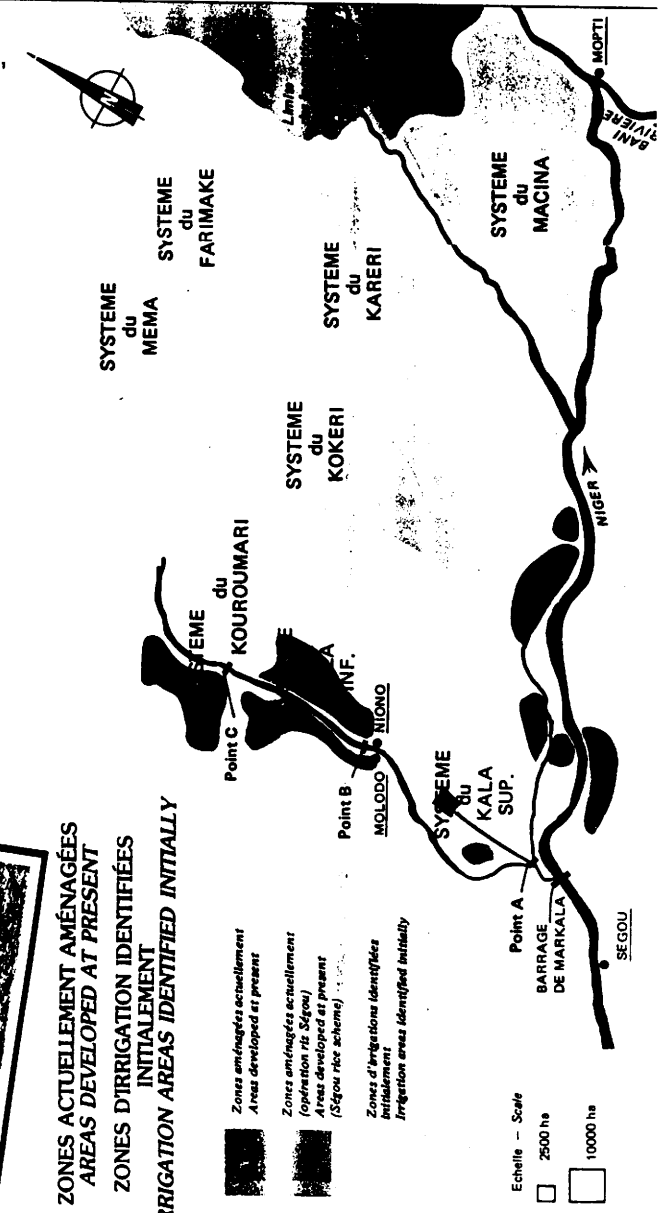 ZONES ACTUELLEMENT AMÉNAGÉES
AREAS DEVELOPED AT PRESENT
ZONES D'IRRIGATION IDENTIFIÉES
INITIALEMENT
RRIGATION AREAS IDENTIFIED INITIALLY
Zones aménagées actuellement
Areas developed at present
Zones aménagées actuellement
(opération riz Ségou)
Areas developed at present
(Ségou rice scheme)
Zones d'irrigations identifiées
initialement
Irrigation areas identified initially
Echelle – Scale
2500 ha
10000 ha
N
Limite
SYSTEME
du
MEMA
SYSTEME
du
FARIMAKE
SYSTEME
du
KOKERI
SYSTEME
du
KARERI
SYSTEME
du
MACINA
MOPTI
BANI
RIVIERE
NIGER
STEME
du
KOUROUMARI
Point C
INF.
Point B
MOLODO
NIONO
SYSTEME
du
KALA
SUP.
Point A
BARRAGE
DE MARKALA
SEGOU